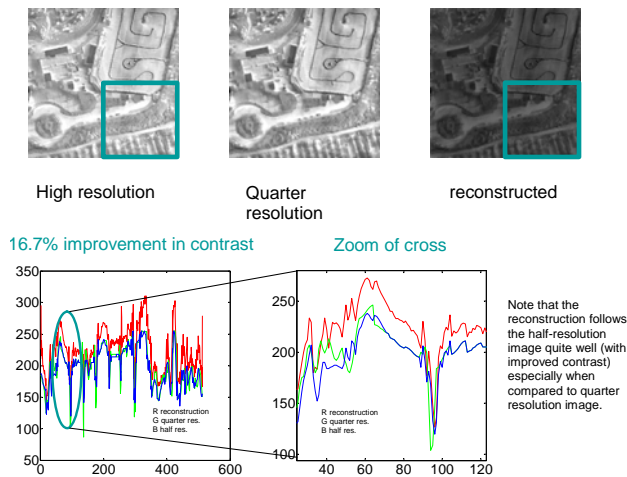 High resolution
Quarter
resolution
reconstructed
16.7% improvement in contrast
Zoom of cross
350
300
250
200
150
100
50
0
200
400
600
R reconstruction
G quarter res.
B half res.
250
200
100
40
60
80
100
120
R reconstruction
G quarter res.
B half res.
Note that the
reconstruction follows
the half-resolution
image quite well (with
improved contrast)
especially when
compared to quarter
resolution image.